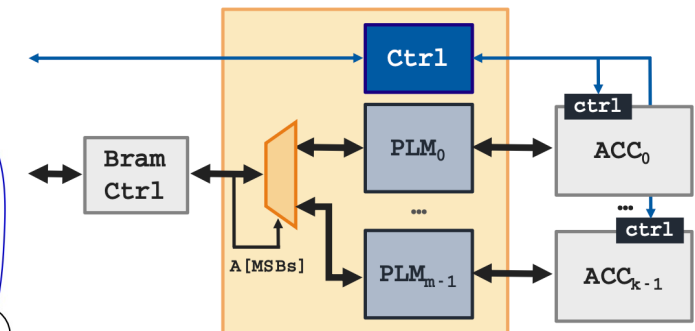 Ctrl
ctrl
Bram
Ctrl
PLM0
ACC0
...
...
ctrl
A[MSBs]
PLMm-1
ACCk-1